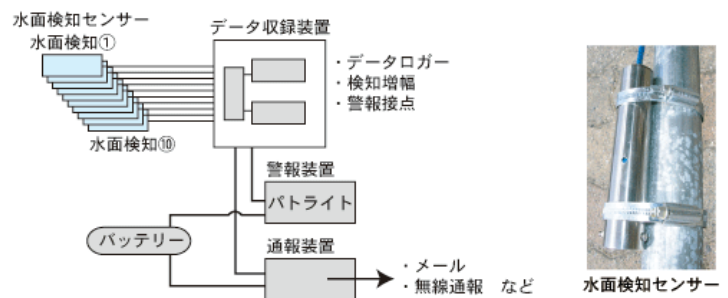 水面検知センサー
水面検知①
水面検知⑩
データ収録装置
・データロガー
・検知増幅
・警報接点
警報装置
パトライト
バッテリー
通報装置
・メール
・無線通報　など
水面検知センサー